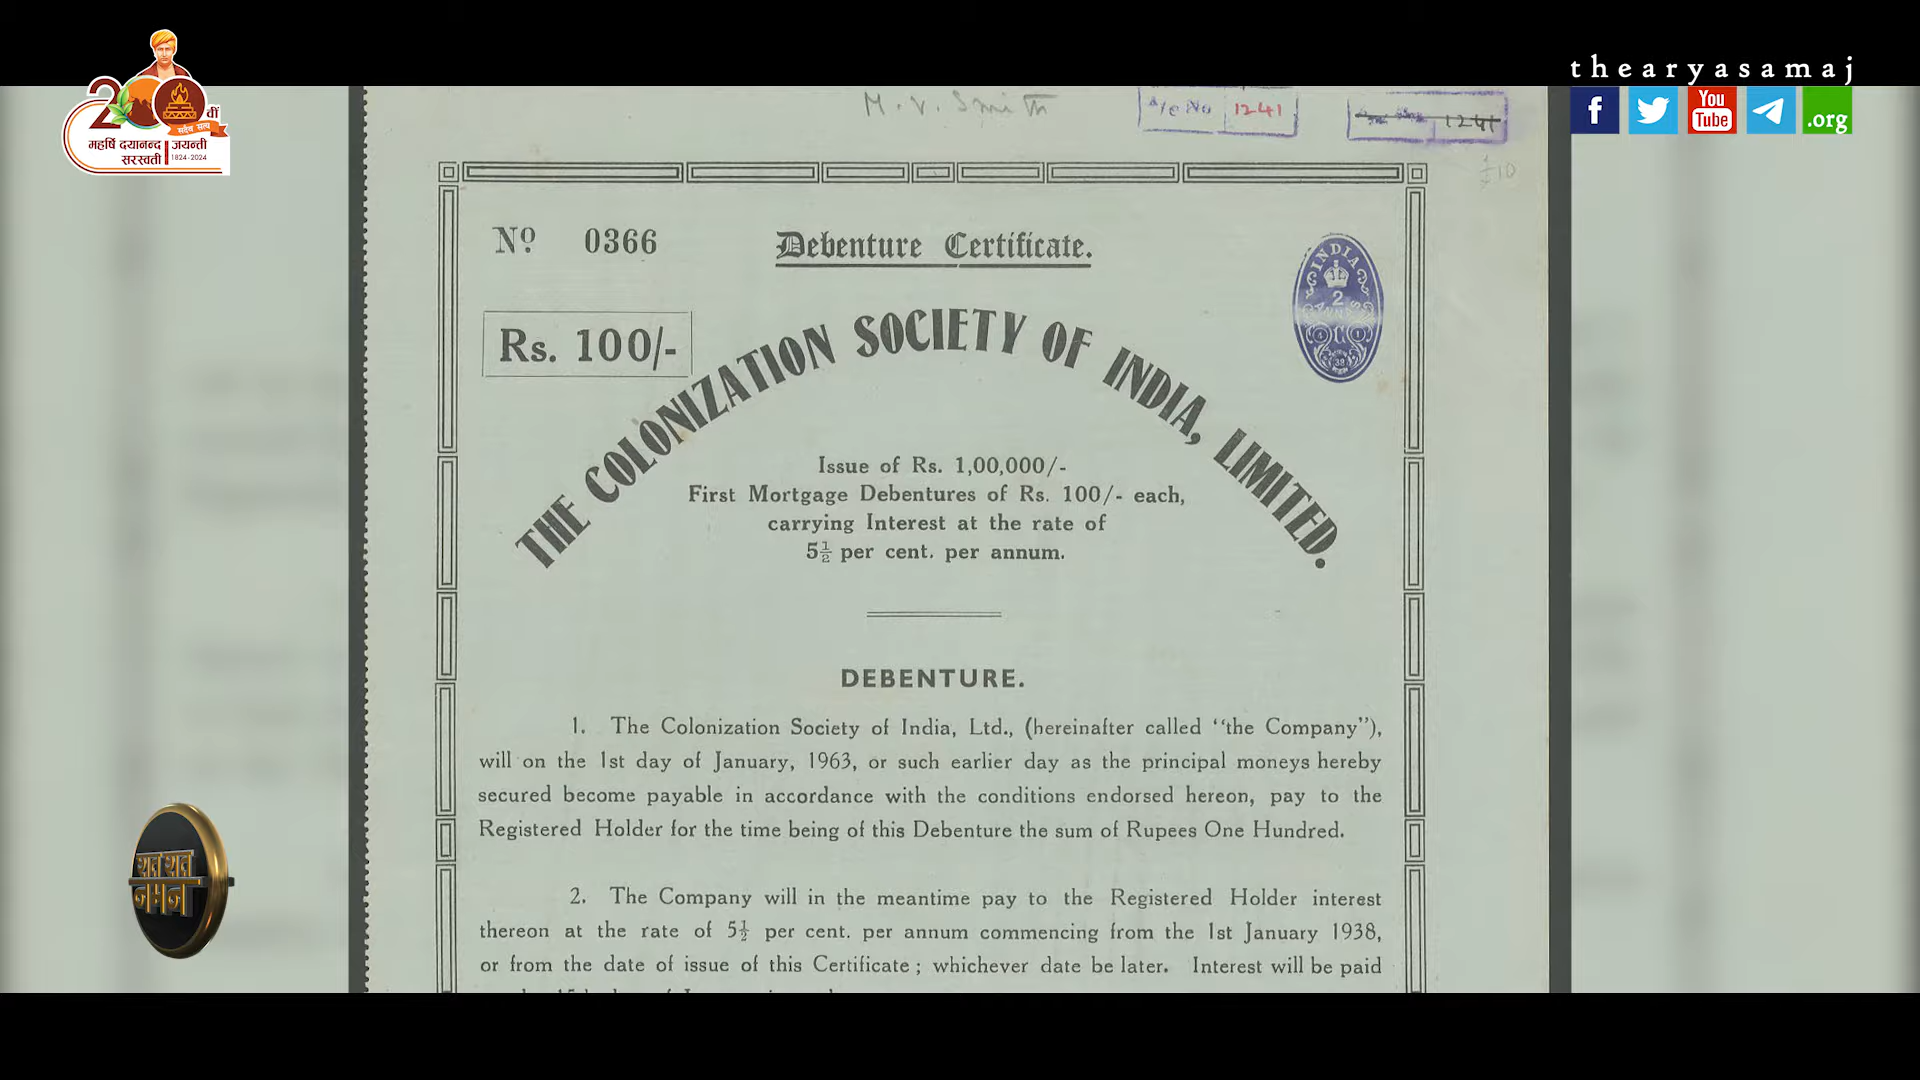 thearyasamaj
f
You
Tube
.org
200 वीं
सदैव सत्य
महर्षि दयानन्द
सरस्वती
जयन्ती
1824-2024
M. V. Smith
A/c No 1241
1241
£10
No 0366
Debenture Certificate.
INDIA
2
Rs. 100/-
THE COLONIZATION SOCIETY OF INDIA, LIMITED.
Issue of Rs. 1,00,000/-
First Mortgage Debentures of Rs. 100/- each,
carrying Interest at the rate of
5½ per cent. per annum.
DEBENTURE.
1. The Colonization Society of India, Ltd., (hereinafter called "the Company"),
will on the 1st day of January, 1963, or such earlier day as the principal moneys hereby
secured become payable in accordance with the conditions endorsed hereon, pay to the
Registered Holder for the time being of this Debenture the sum of Rupees One Hundred.
2. The Company will in the meantime pay to the Registered Holder interest
thereon at the rate of 5½ per cent. per annum commencing from the 1st January 1938,
or from the date of issue of this Certificate ; whichever date be later. Interest will be paid
शत शत
नमन